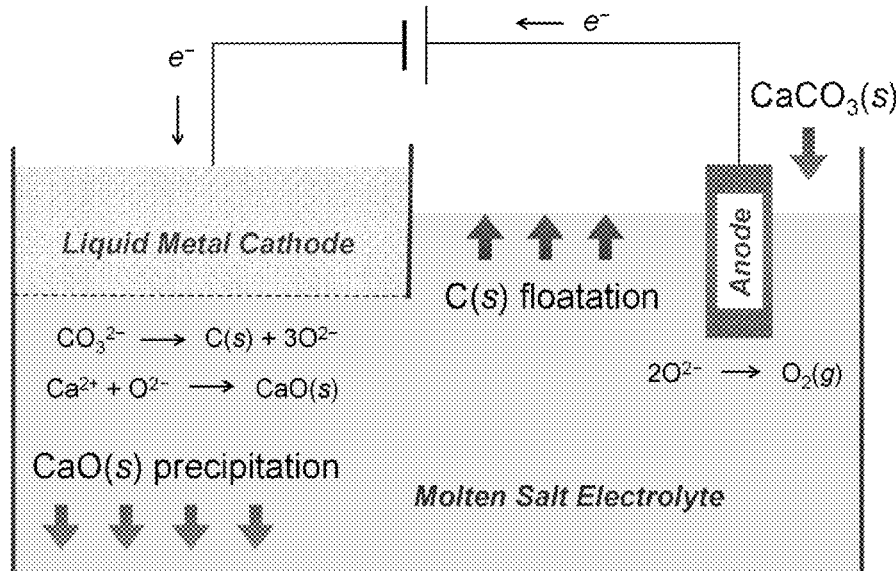 e⁻
e⁻
CaCO₃(s)
Liquid Metal Cathode
Anode
C(s) floatation
CO₃²⁻ → C(s) + 3O²⁻
Ca²⁺ + O²⁻ → CaO(s)
2O²⁻ → O₂(g)
CaO(s) precipitation
Molten Salt Electrolyte